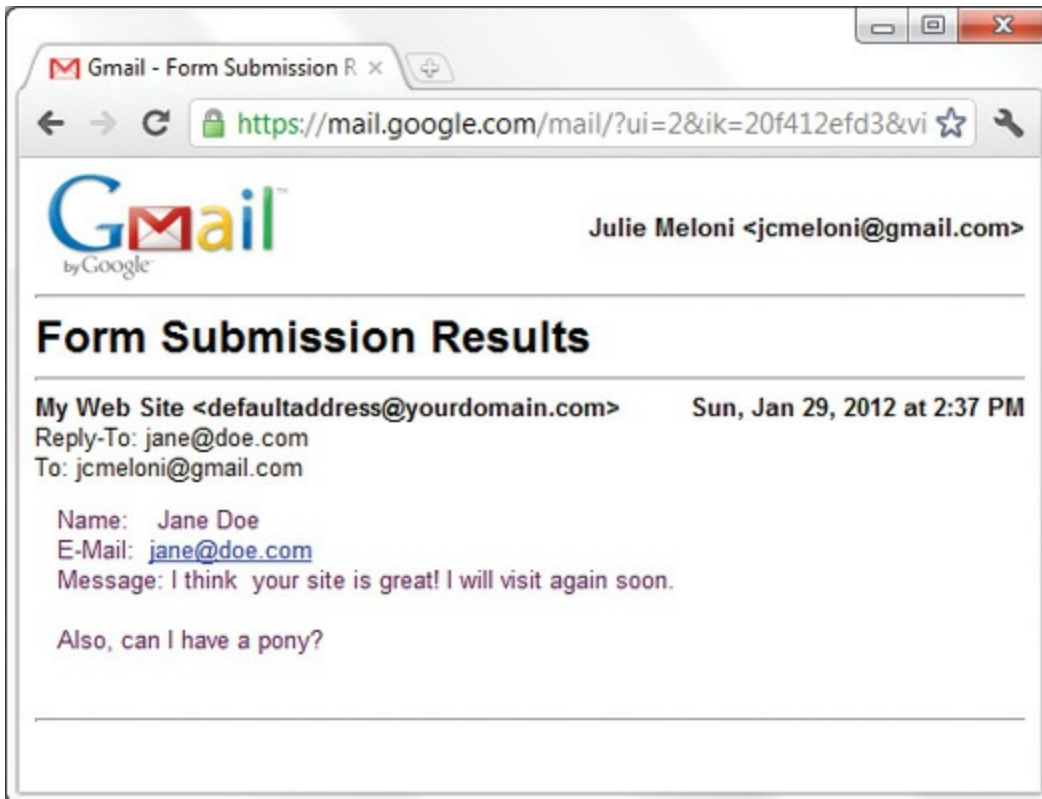 Gmail - Form Submission R
https://mail.google.com/mail/?ui=2&ik=20f412efd3&vi
Gmail™
by Google™
Julie Meloni <jcmeloni@gmail.com>
Form Submission Results
My Web Site <defaultaddress@yourdomain.com> Sun, Jan 29, 2012 at 2:37 PM
Reply-To: jane@doe.com
To: jcmeloni@gmail.com
Name: Jane Doe
E-Mail: jane@doe.com
Message: I think your site is great! I will visit again soon.
Also, can I have a pony?